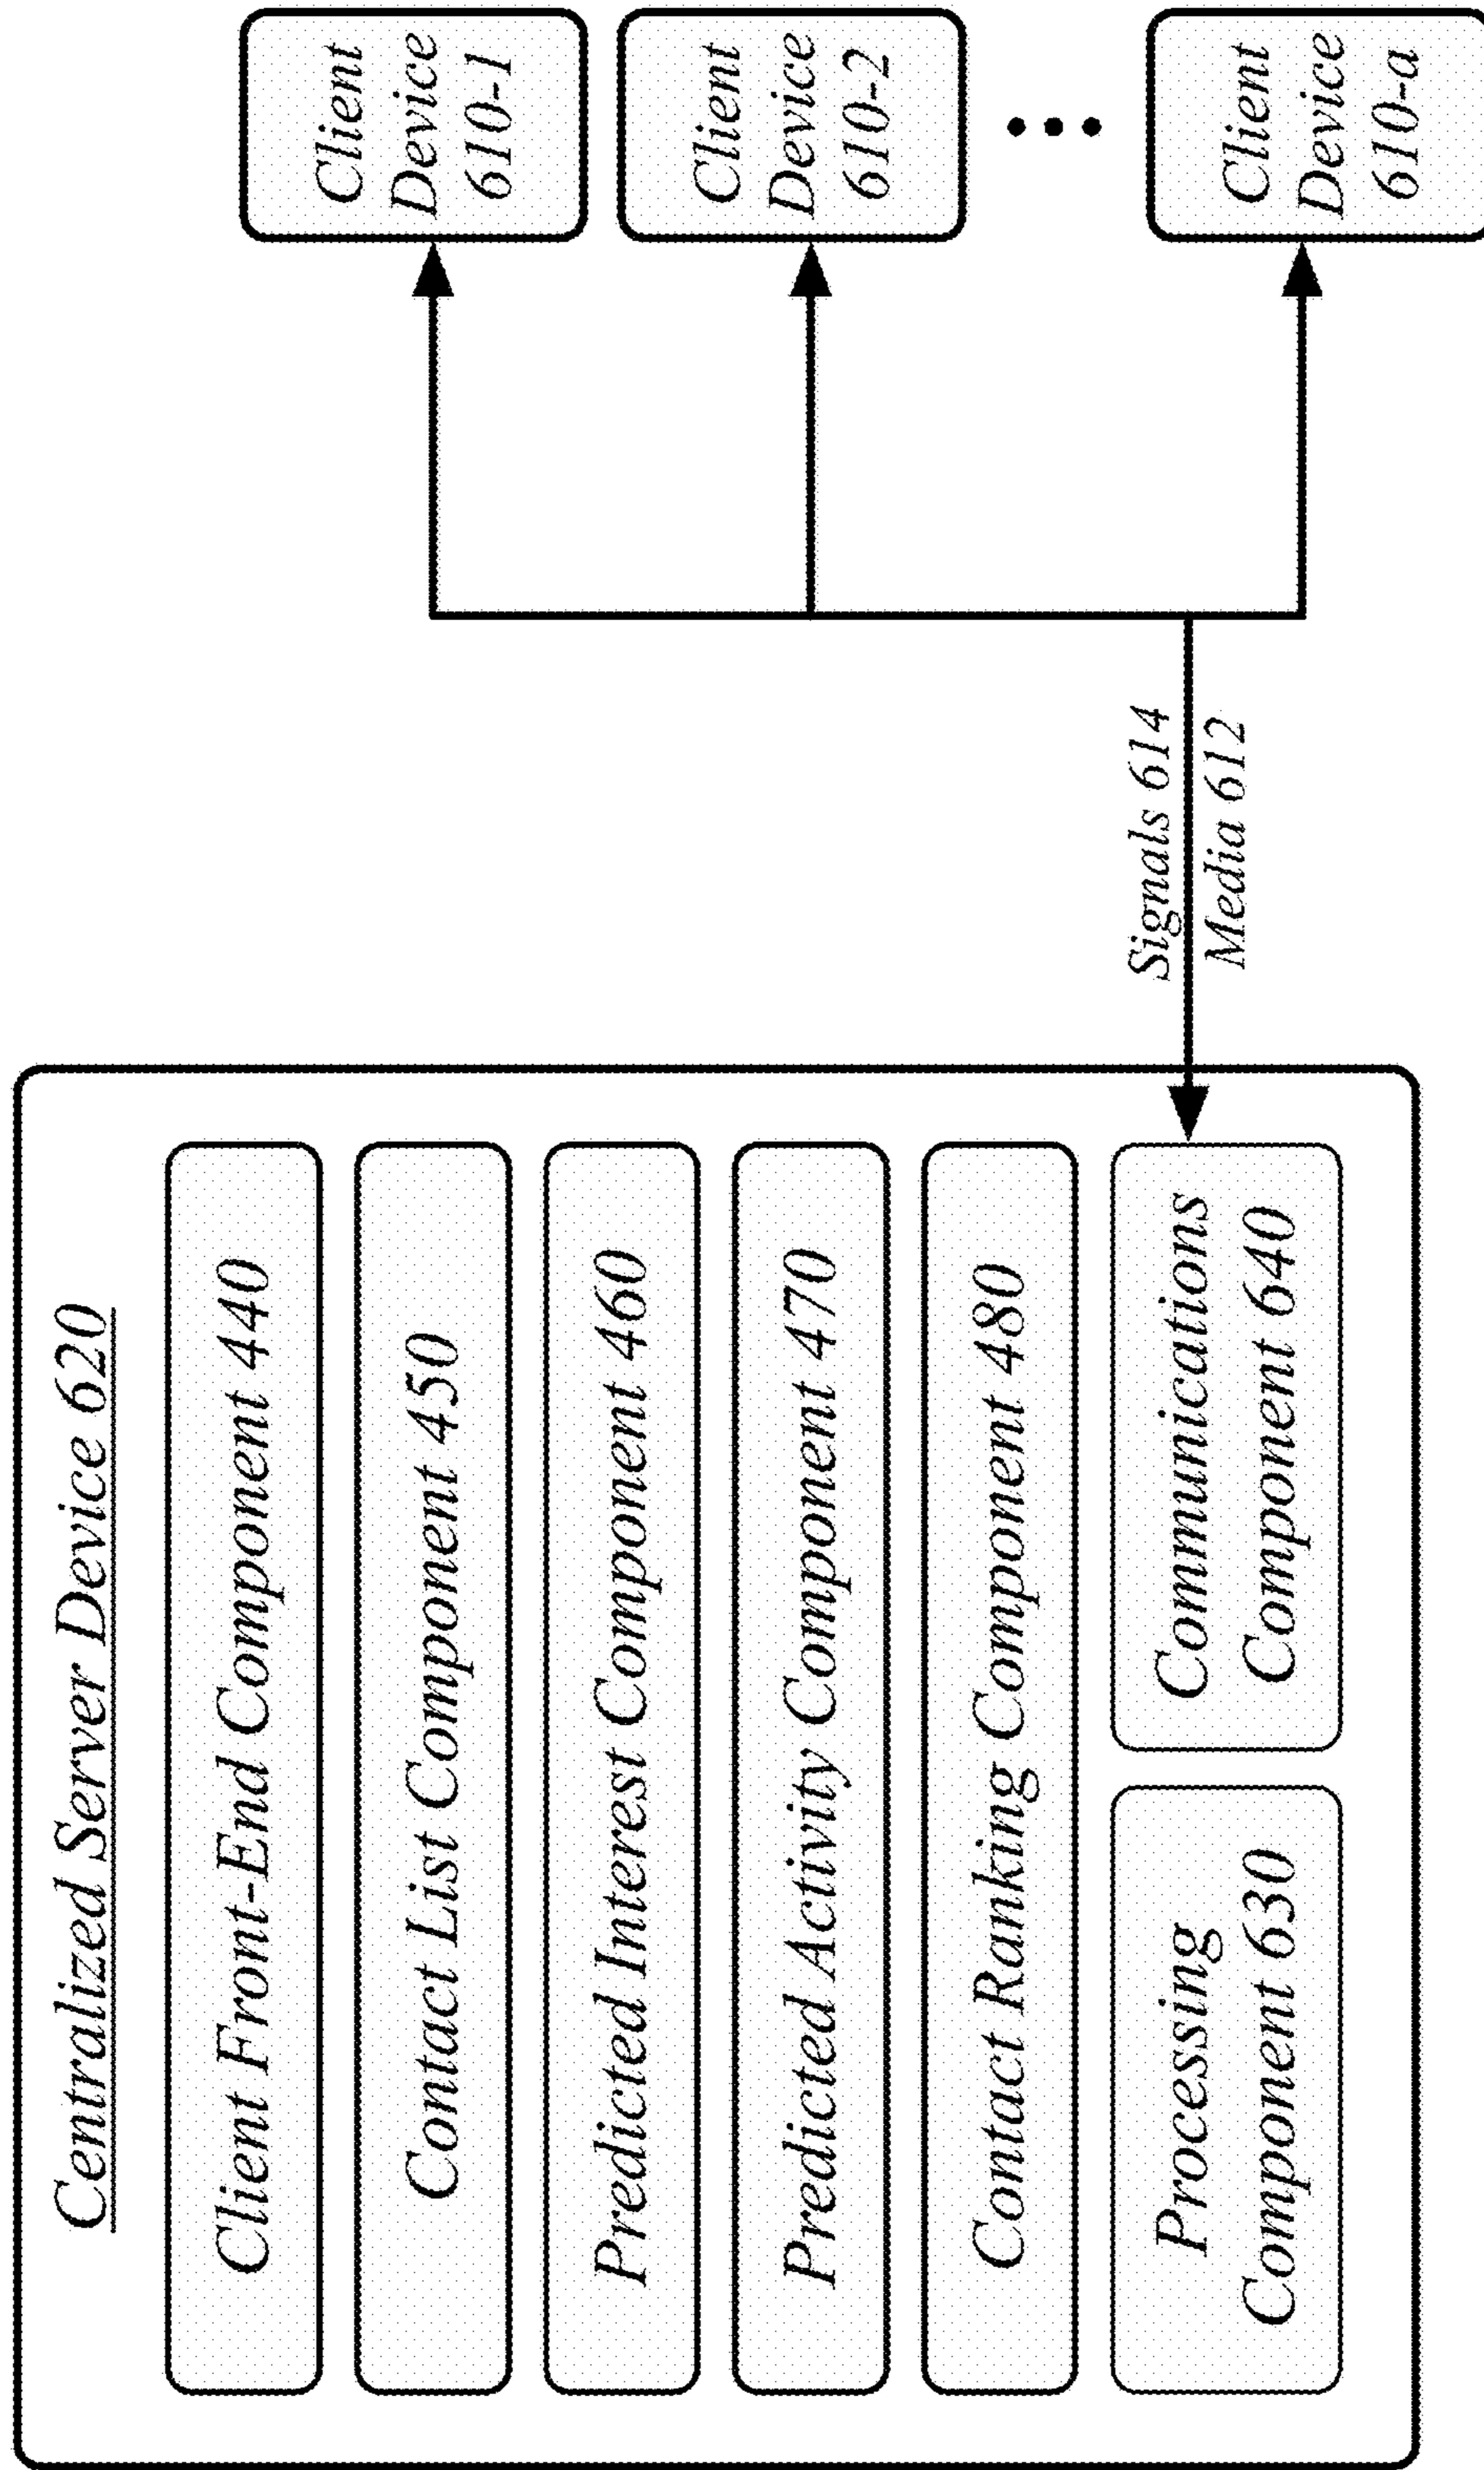 Centralized Server Device 620
Client Front-End Component 440
Contact List Component 450
Predicted Interest Component 460
Predicted Activity Component 470
Contact Ranking Component 480
Processing
Component 630
Communications
Component 640
Signals 614
Media 612
Client
Device
610-1
Client
Device
610-2
Client
Device
610-a